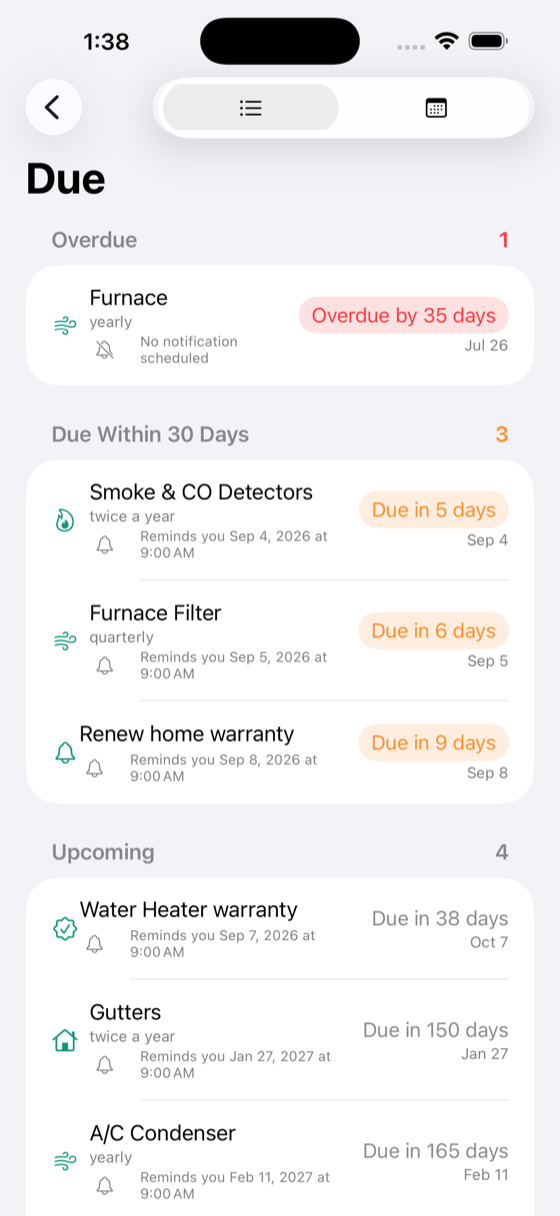 1:38
Due
Overdue
1
Furnace
yearly
No notification
scheduled
Overdue by 35 days
Jul 26
Due Within 30 Days
3
Smoke & CO Detectors
twice a year
Reminds you Sep 4, 2026 at
9:00 AM
Due in 5 days
Sep 4
Furnace Filter
quarterly
Reminds you Sep 5, 2026 at
9:00 AM
Due in 6 days
Sep 5
Renew home warranty
Reminds you Sep 8, 2026 at
9:00 AM
Due in 9 days
Sep 8
Upcoming
4
Water Heater warranty
Reminds you Sep 7, 2026 at
9:00 AM
Due in 38 days
Oct 7
Gutters
twice a year
Reminds you Jan 27, 2027 at
9:00 AM
Due in 150 days
Jan 27
A/C Condenser
yearly
Reminds you Feb 11, 2027 at
9:00 AM
Due in 165 days
Feb 11